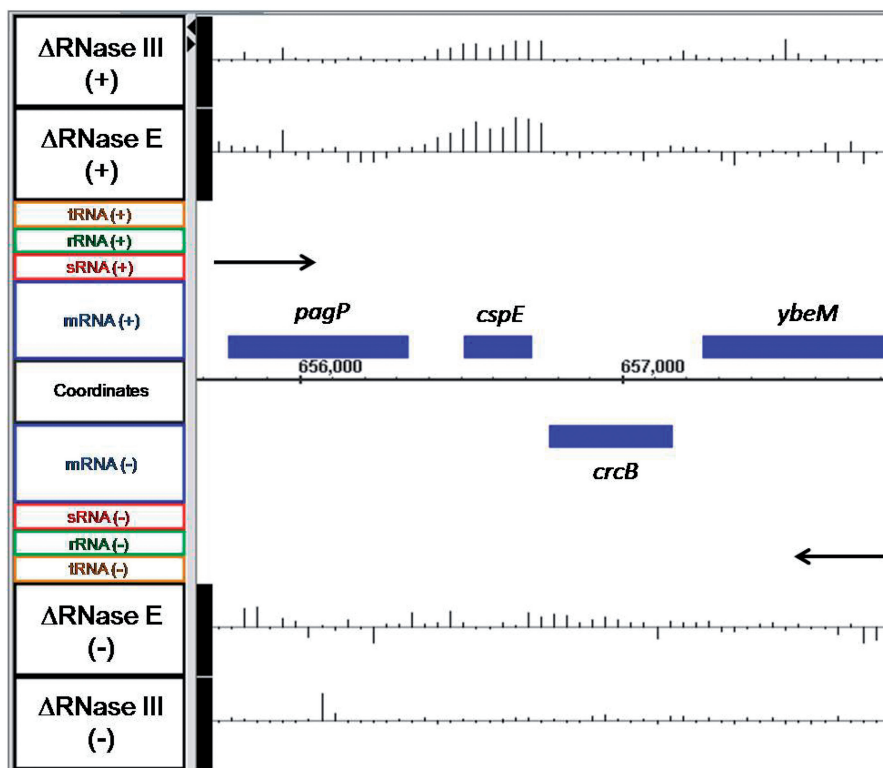 ΔRNase III
(+)
ΔRNase E
(+)
tRNA (+)
rRNA (+)
sRNA (+)
mRNA (+)
pagP
cspE
ybeM
656,000
657,000
Coordinates
mRNA (-)
crcB
sRNA (-)
rRNA (-)
tRNA (-)
ΔRNase E
(-)
ΔRNase III
(-)